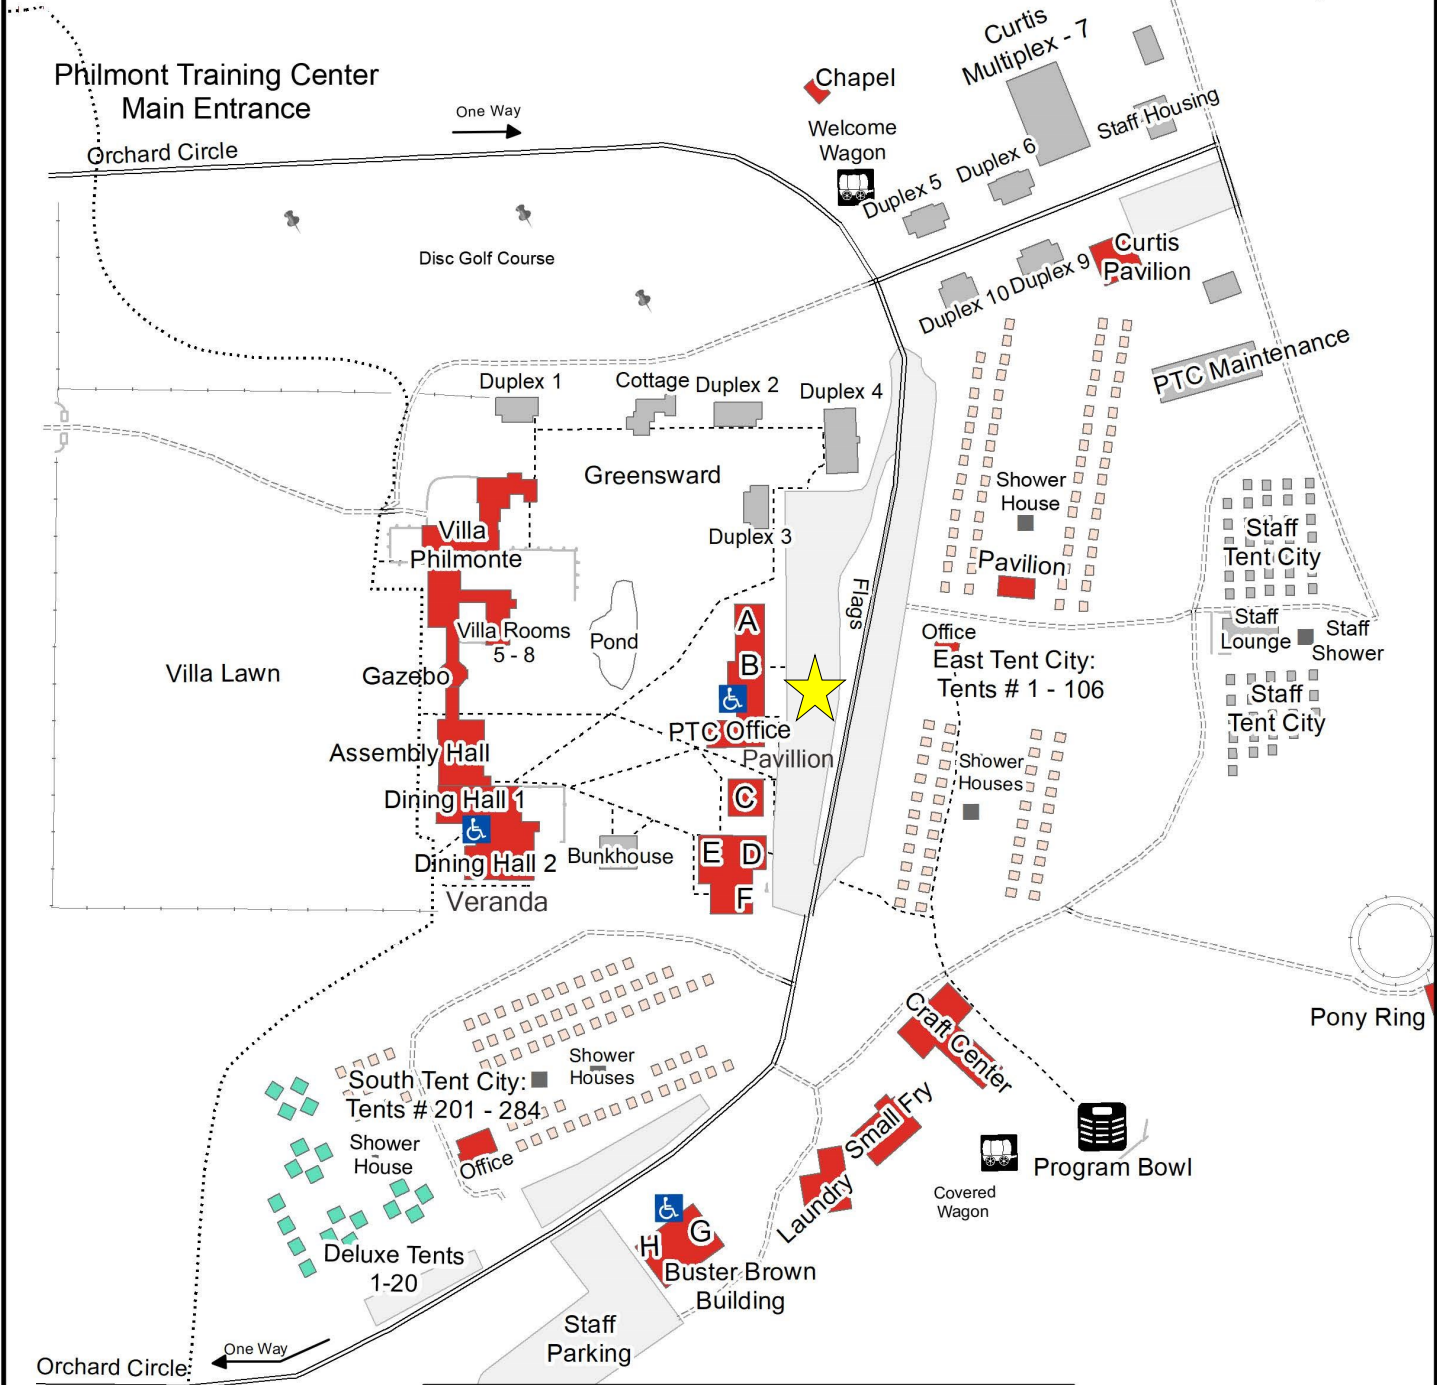 Curtis
Multiplex - 7
Philmont Training Center
Main Entrance
Chapel
One Way
Staff Housing
Welcome
Wagon
Orchard Circle
Duplex 6
Duplex 5
Curtis
Pavilion
Disc Golf Course
Duplex 9
Duplex 10
PTC Maintenance
Duplex 1
Cottage
Duplex 2
Duplex 4
Greensward
Shower
House
Villa
Philmonte
Duplex 3
Staff
Tent City
Pavilion
Flags
A
Villa Rooms
5 - 8
Pond
Office
Staff
Lounge
Staff
Shower
Villa Lawn
Gazebo
B
East Tent City:
Tents # 1 - 106
Staff
Tent City
PTC Office
Pavillion
Assembly Hall
Shower
Houses
Dining Hall 1
C
Dining Hall 2
Bunkhouse
E
D
Veranda
F
Craft Center
Pony Ring
Shower
Houses
South Tent City:
Tents # 201 - 284
Small Fry
Shower
House
Office
Program Bowl
Laundry
Covered
Wagon
H
G
Deluxe Tents
1-20
Buster Brown
Building
Staff
Parking
One Way
Orchard Circle